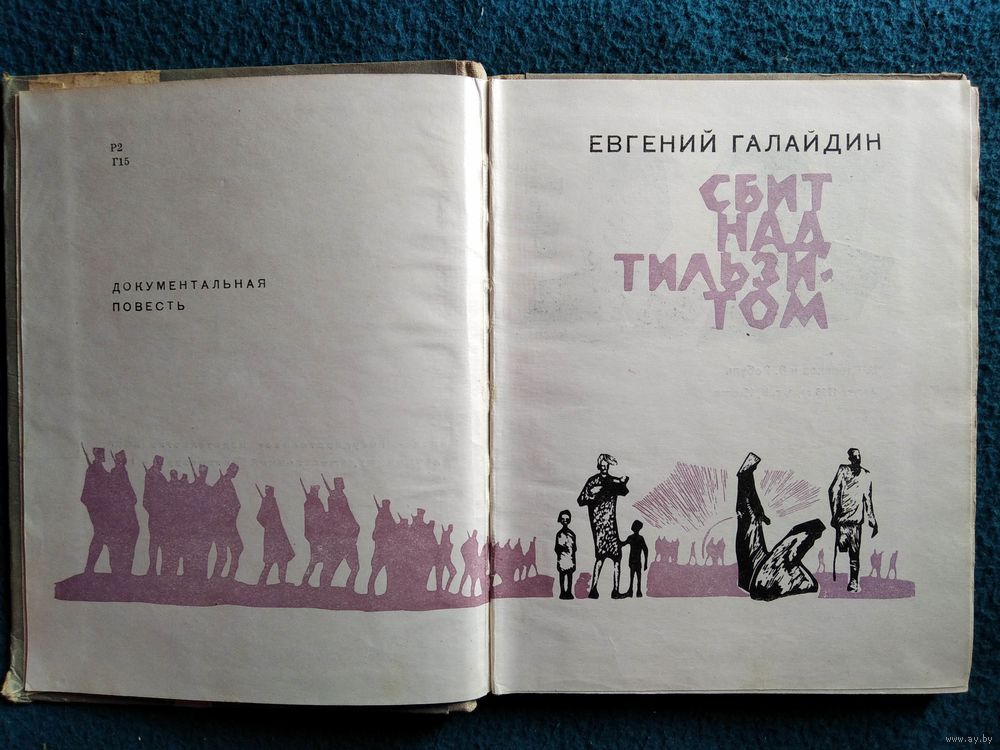 Р2
Г15
ДОКУМЕНТАЛЬНАЯ
ПОВЕСТЬ
ЕВГЕНИЙ ГАЛАЙДИН
СБИТ
НАД
ТИЛЬЗИ-
ТОМ
www.ay.by